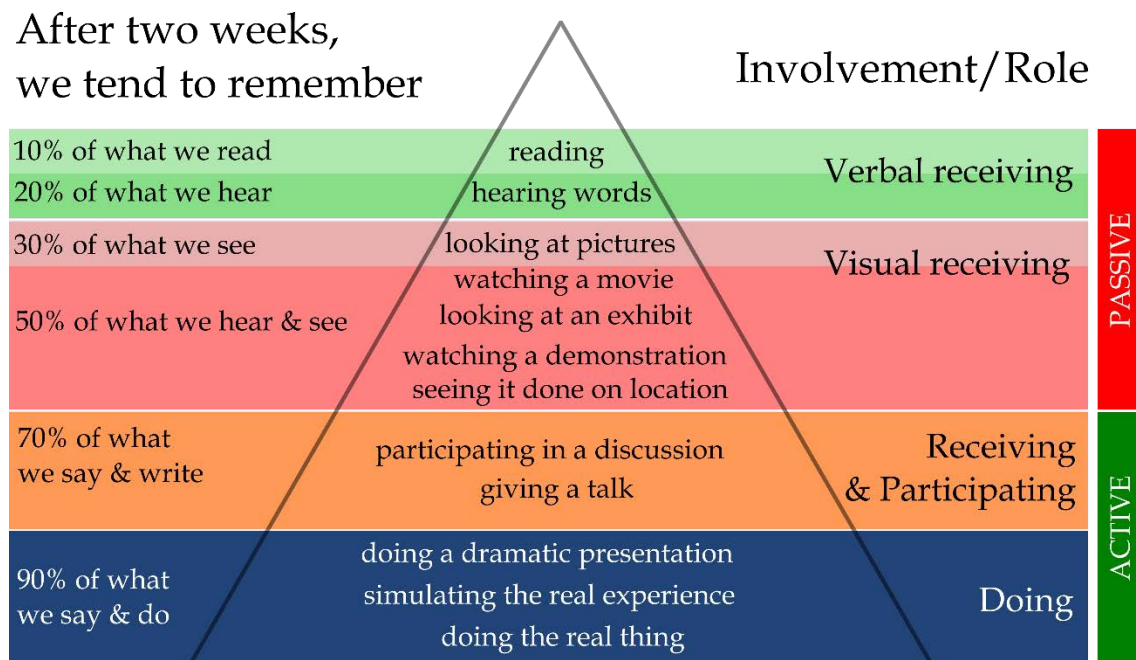 After two weeks,
we tend to remember
Involvement/Role
10% of what we read
reading
Verbal receiving
20% of what we hear
hearing words
30% of what we see
looking at pictures
Visual receiving
watching a movie
50% of what we hear & see
looking at an exhibit
watching a demonstration
seeing it done on location
PASSIVE
70% of what
we say & write
participating in a discussion
giving a talk
Receiving
& Participating
90% of what
we say & do
doing a dramatic presentation
simulating the real experience
doing the real thing
Doing
ACTIVE